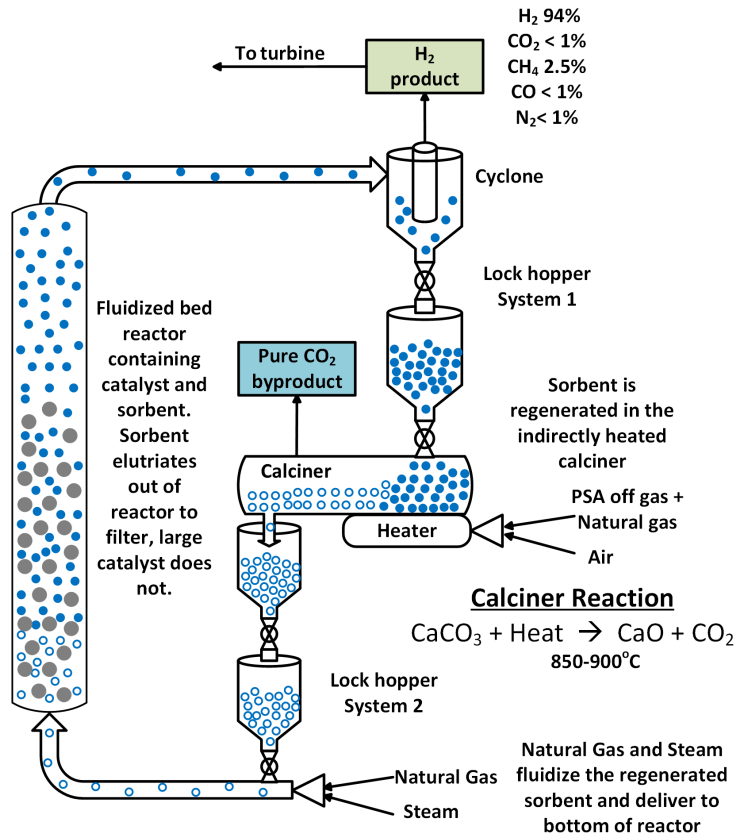 H₂ 94%
CO₂ < 1%
CH₄ 2.5%
CO < 1%
N₂< 1%
To turbine
H₂
product
Cyclone
Lock hopper
System 1
Fluidized bed
reactor
containing
catalyst and
sorbent.
Sorbent
elutriates
out of
reactor to
filter, large
catalyst does
not.
Pure CO₂
byproduct
Sorbent is
regenerated in the
indirectly heated
calciner
Calciner
Heater
PSA off gas +
Natural gas
Air
Calciner Reaction
CaCO₃ + Heat → CaO + CO₂
850-900°C
Lock hopper
System 2
Natural Gas
Steam
Natural Gas and Steam
fluidize the regenerated
sorbent and deliver to
bottom of reactor